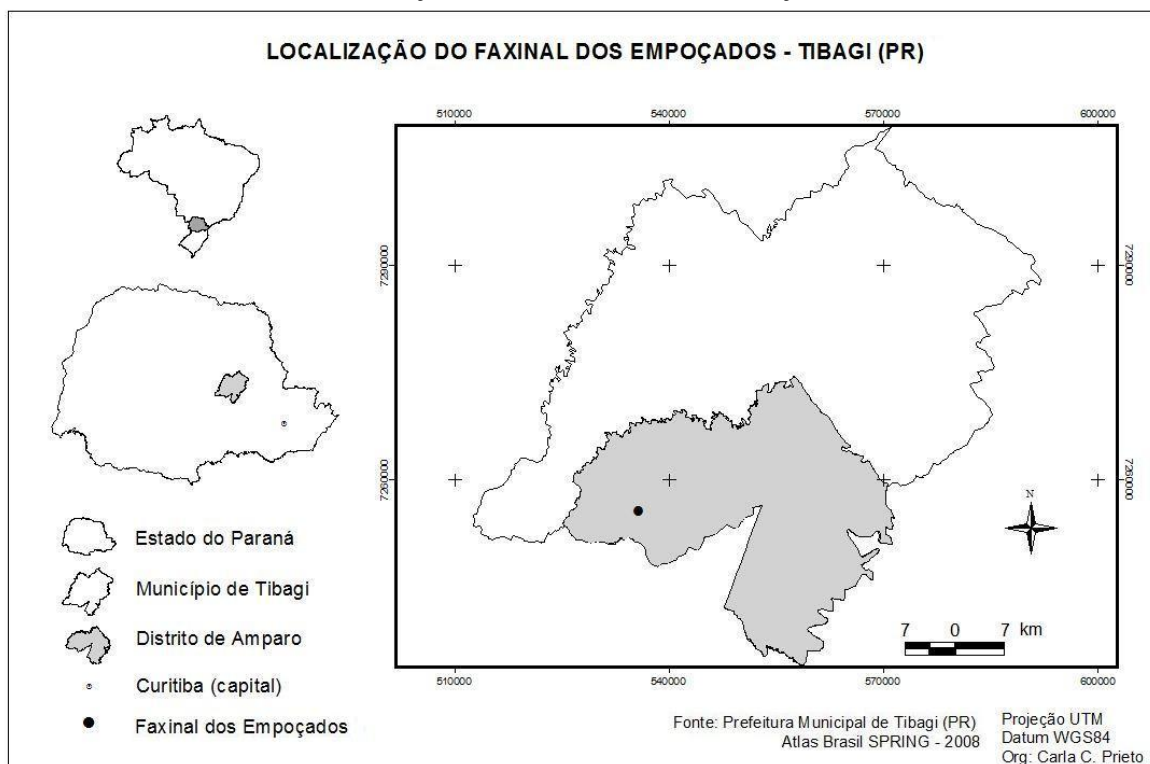 LOCALIZAÇÃO DO FAXINAL DOS EMPOÇADOS - TIBAGI (PR)
510000 540000 570000 600000
7290000 7290000
7260000 7260000
N
7 0 7 km
510000 540000 570000 600000
Estado do Paraná
Município de Tibagi
Distrito de Amparo
Curitiba (capital)
Faxinal dos Empoçados
Fonte: Prefeitura Municipal de Tibagi (PR)
Atlas Brasil SPRING - 2008
Projeção UTM
Datum WGS84
Org: Carla C. Prieto